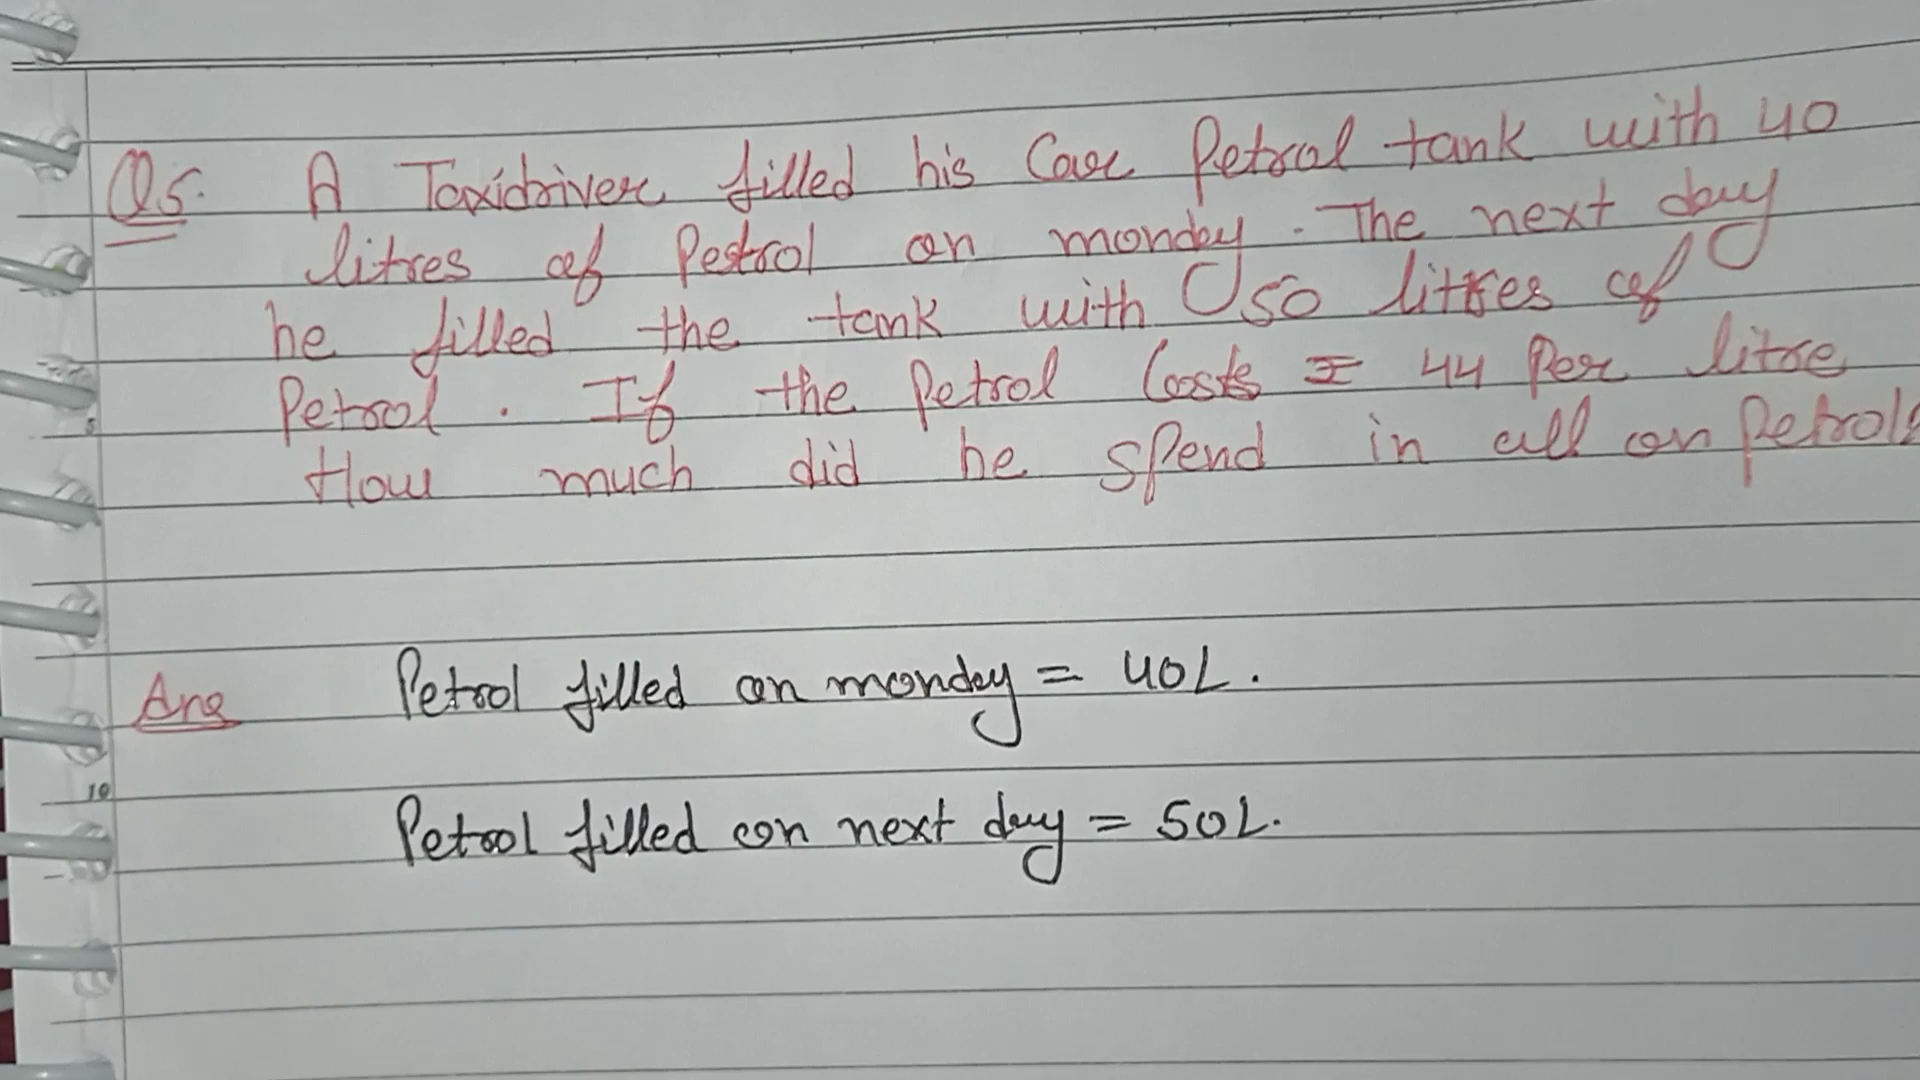 Q5. A Taxidriver filled his Car Petrol tank with 40
litres of Pestrol on monday. The next day
he filled the tank with 50 litres of
Petrol. If the petrol Costs ₹ 44 Per litre
How much did he spend in all on Petrol?
Ans Petrol filled on monday = 40L.
10
Petrol filled on next day = 50L.